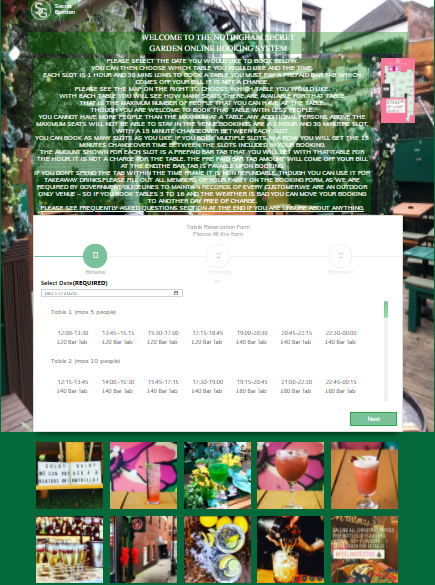 Secret
Garden
WELCOME TO THE NOTINGHAM SECRET
GARDEN ONLINE BOOKING SYSTEM
PLEASE SELECT THE DATE YOU WOULD LIKE TO BOOK BELOW.
YOU CAN THEN CHOOSE WHICH TABLE YOU WOULD LIKE AND THE TIME.
EACH SLOT IS 1 HOUR AND 30 MINS LONG. TO BOOK A TABLE YOU MUST PAY A PREPAID BAR TAB WHICH
COMES OFF YOUR BILL IT IS NOT A CHARGE.
PLEASE SEE THE MAP ON THE RIGHT TO CHOOSE WHICH TABLE YOU WOULD LIKE.
WITH EACH TABLE YOU WILL SEE HOW MANY SEATS THERE ARE AVAILABLE FOR THAT TABLE
THAT IS THE MAXIMUM NUMBER OF PEOPLE THAT YOU CAN HAVE AT THE TABLE,
THOUGH YOU ARE WELCOME TO BOOK THAT TABLE WITH LESS PEOPLE.
YOU CANNOT HAVE MORE PEOPLE THAN THE MAXIMUM AT A TABLE. ANY ADDITIONAL PERSONS ABOVE THE
MAXIMUM SEATS WILL NOT BE ABLE TO STAY IN THE VENUE BOOKINGS ARE A 1 HOUR AND 30 MINUTE SLOT,
WITH A 15 MINUTE CHANGEOVER BETWEEN EACH SLOT.
YOU CAN BOOK AS MANY SLOTS AS YOU LIKE, IF YOU BOOK MULTIPLE SLOTS IN A ROW YOU WILL GET THE 15
MINUTES CHANGEOVER TIME BETWEEN THE SLOTS INCLUDED IN YOUR BOOKING.
THE AMOUNT SHOWN FOR EACH SLOT IS A PREPAID BAR TAB THAT YOU WILL GET WITH THAT TABLE FOR
THE HOUR. IT IS NOT A CHARGE FOR THE TABLE. THE PRE PAID BAR TAB AMOUNT WILL COME OFF YOUR BILL
AT THE END. THE BAR TAB IS PAYABLE UPON BOOKING.
IF YOU DONT SPEND THE TAB WITHIN THE TIME FRAME IT IS NON REFUNDABLE, THOUGH YOU CAN USE IT FOR
TAKEAWAY DRINKS. PLEASE FILL OUT ALL MEMBERS OF YOUR PARTY ON THE BOOKING FORM, AS WE ARE
REQUIRED BY GOVERNMENT GUIDELINES TO MAINTAIN RECORDS OF EVERY CUSTOMER. WE ARE AN OUTDOOR
ONLY VENUE – SO IF YOU BOOK TABLES 3 TO 16 AND THE WEATHER IS BAD YOU CAN MOVE YOUR BOOKING
TO ANOTHER DAY FREE OF CHARGE.
PLEASE SEE FREQUENTLY ASKED QUESTIONS SECTION AT THE END IF YOU ARE UNSURE ABOUT ANYTHING.
Table Reservation Form
Please fill the form
Browse
Payment
Select Date(REQUIRED)
Table 1 (max 5 people)
12:00-13:30 13:45-15:15 15:30-17:00 17:15-18:45 19:00-20:30 20:45-22:15 22:30-00:00
£20 Bar Tab £20 Bar Tab £20 Bar Tab £40 Bar Tab £40 Bar Tab £40 Bar Tab £40 Bar Tab
Table 2 (max 10 people)
12:15-13:45 14:00-15:30 15:45-17:15 17:30-19:00 19:15-20:45 21:00-22:30 22:45-00:15
£40 Bar Tab £40 Bar Tab £40 Bar Tab £80 Bar Tab £80 Bar Tab £80 Bar Tab £80 Bar Tab
Next